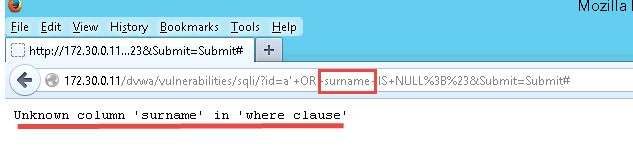 Mozilla
File Edit View History Bookmarks Tools Help
http://172.30.0.11...23&Submit=Submit#
172.30.0.11/dvwa/vulnerabilities/sqli/?id=a'+OR+surname+IS+NULL%3B%23&Submit=Submit#
Unknown column 'surname' in 'where clause'